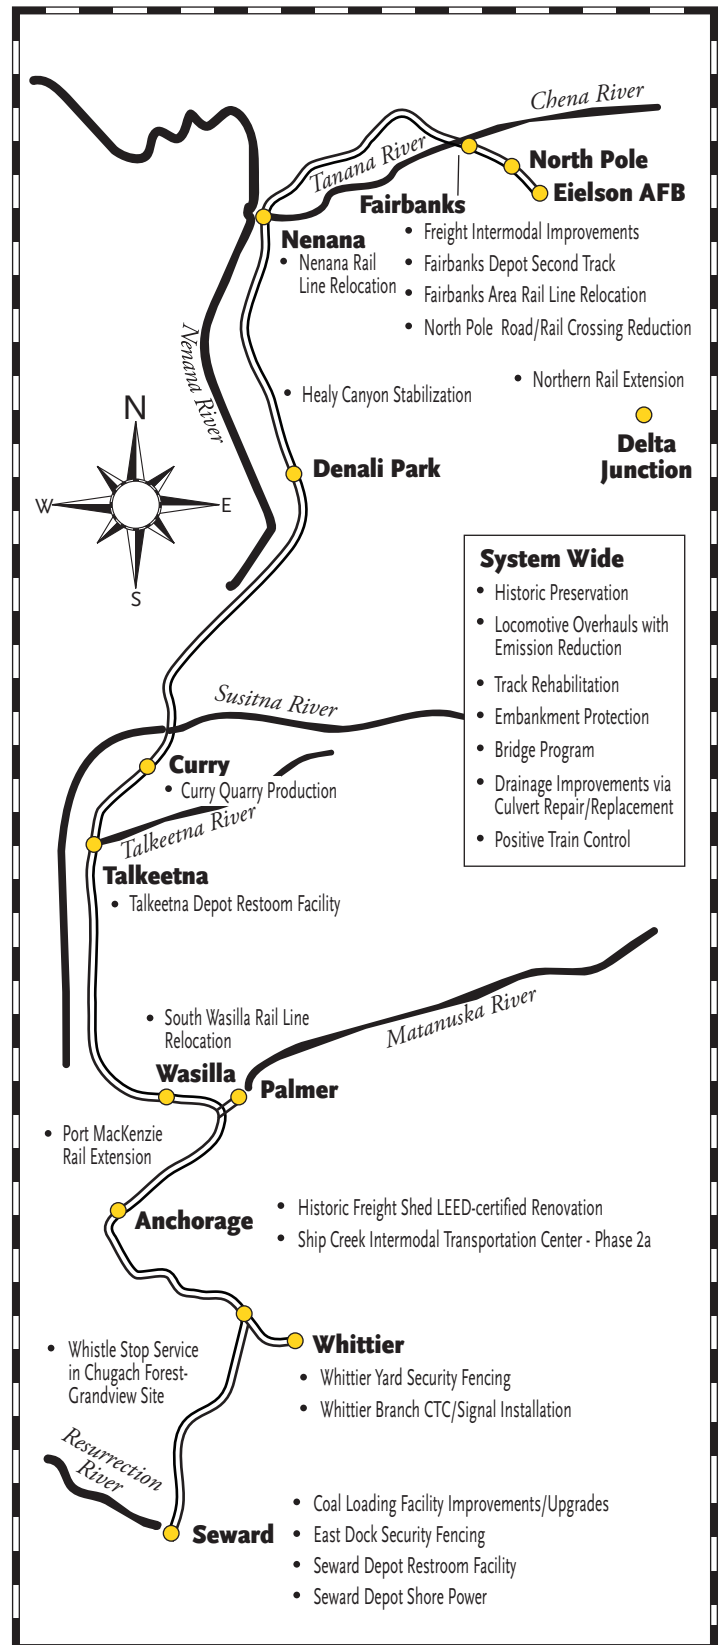 Chena River
Tanana River
North Pole
Eielson AFB
Fairbanks
• Freight Intermodal Improvements
• Fairbanks Depot Second Track
• Fairbanks Area Rail Line Relocation
• North Pole Road/Rail Crossing Reduction
Nenana
• Nenana Rail
Line Relocation
Nenana River
• Northern Rail Extension
• Healy Canyon Stabilization
Delta
Junction
N
W
E
S
Denali Park
System Wide
• Historic Preservation
• Locomotive Overhauls with
Emission Reduction
• Track Rehabilitation
• Embankment Protection
• Bridge Program
• Drainage Improvements via
Culvert Repair/Replacement
• Positive Train Control
Susitna River
Curry
• Curry Quarry Production
Talkeetna River
Talkeetna
• Talkeetna Depot Restoom Facility
Matanuska River
• South Wasilla Rail Line
Relocation
Wasilla
Palmer
• Port MacKenzie
Rail Extension
Anchorage
• Historic Freight Shed LEED-certified Renovation
• Ship Creek Intermodal Transportation Center - Phase 2a
Whittier
• Whittier Yard Security Fencing
• Whittier Branch CTC/Signal Installation
• Whistle Stop Service
in Chugach Forest-
Grandview Site
Resurrection
River
Seward
• Coal Loading Facility Improvements/Upgrades
• East Dock Security Fencing
• Seward Depot Restroom Facility
• Seward Depot Shore Power